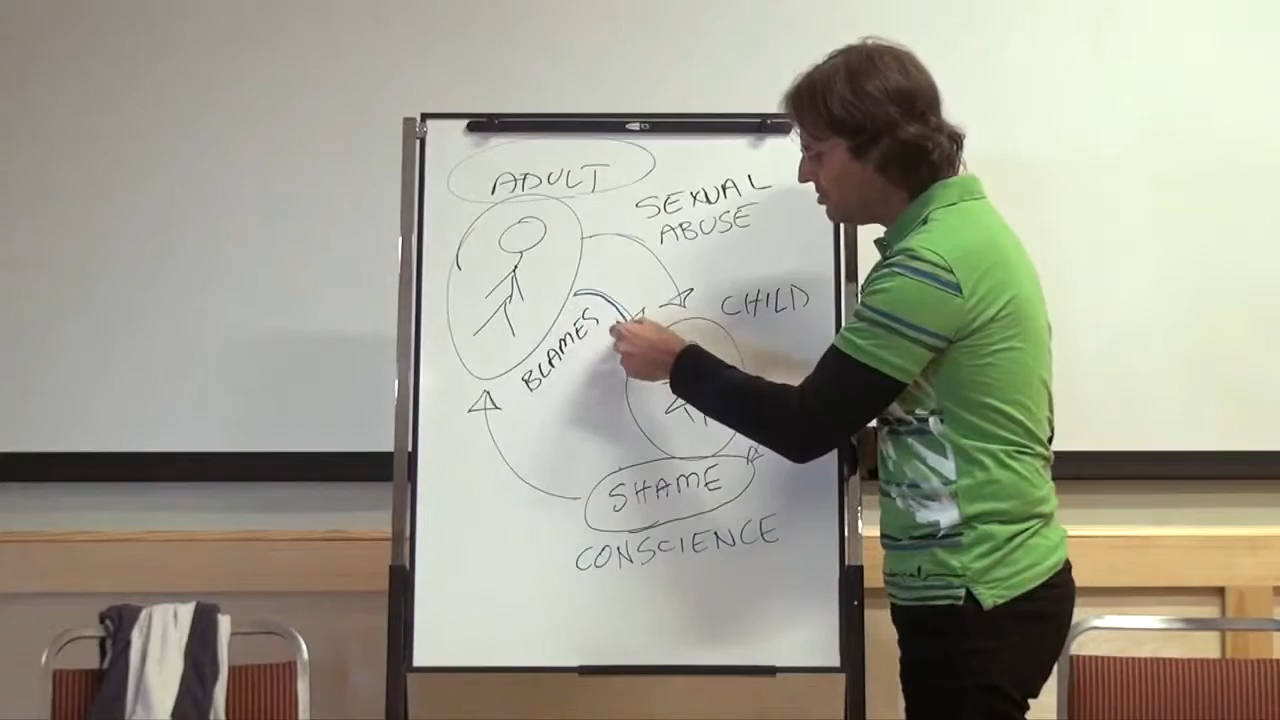 ADULT
SEXUAL
ABUSE
CHILD
BLAMES
SHAME
CONSCIENCE